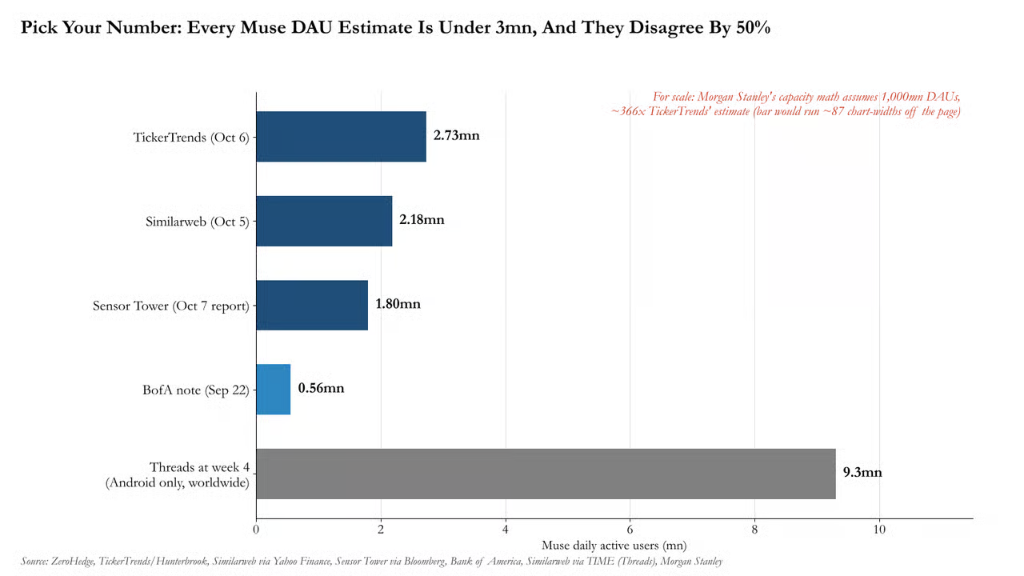 Pick Your Number: Every Muse DAU Estimate Is Under 3mn, And They Disagree By 50%
For scale: Morgan Stanley's capacity math assumes 1,000mn DAUs,
~366x TickerTrends' estimate (bar would run ~87 chart-widths off the page)
TickerTrends (Oct 6)
2.73mn
Similarweb (Oct 5)
2.18mn
Sensor Tower (Oct 7 report)
1.80mn
BofA note (Sep 22)
0.56mn
Threads at week 4
(Android only, worldwide)
9.3mn
0 2 4 6 8 10
Muse daily active users (mn)
Source: ZeroHedge, TickerTrends/Hunterbrook, Similarweb via Yahoo Finance, Sensor Tower via Bloomberg, Bank of America, Similarweb via TIME (Threads), Morgan Stanley